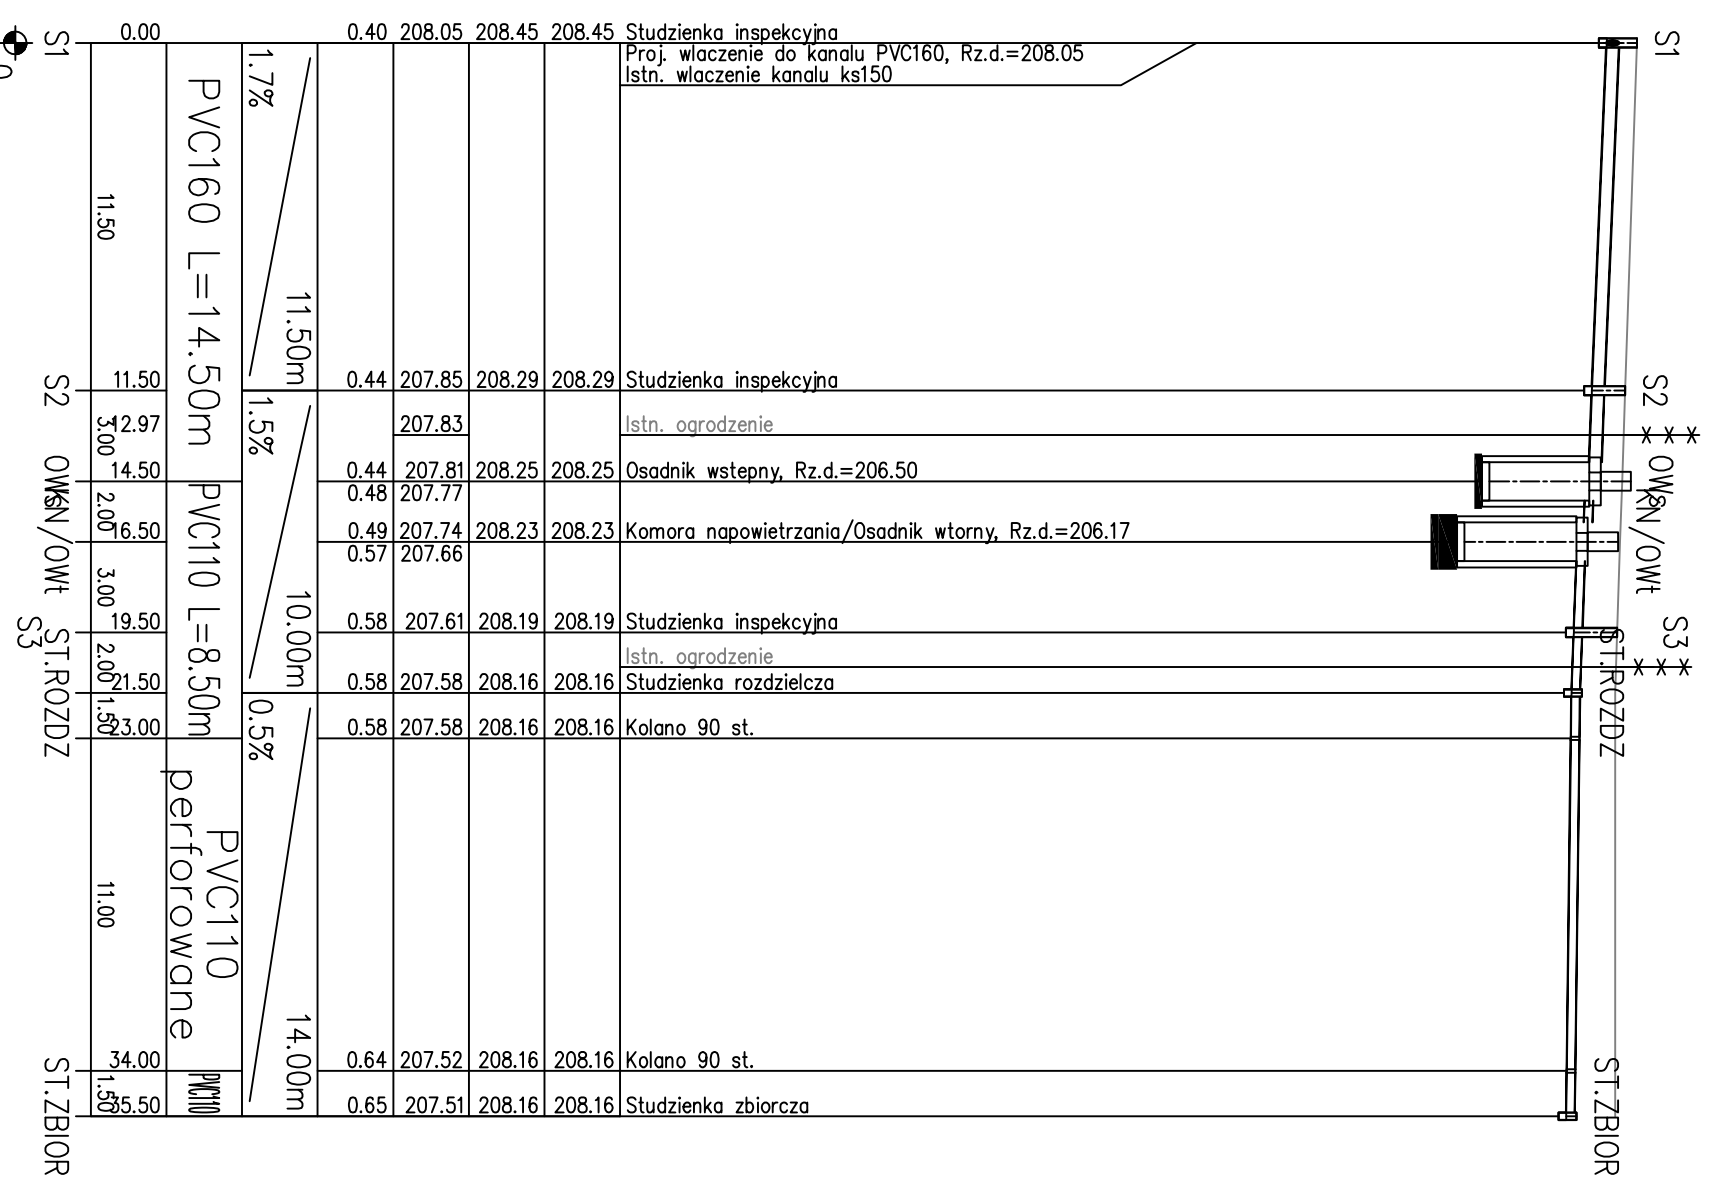 S1
0.00
0.40 208.05 208.45 208.45 Studzienka inspekcyjna
S1
Proj. wlaczenie do kanalu PVC160, Rz.d.=208.05
Istn. wlaczenie kanalu ks150
1.7%
11.50m
PVC160 L=14.50m
11.50
S2
11.50
0.44 207.85 208.29 208.29 Studzienka inspekcyjna
S2
1.5%
10.00m
3.00
12.97
207.83
Istn. ogrodzenie
OWs
14.50
0.44 207.81 208.25 208.25 Osadnik wstepny, Rz.d.=206.50
OWs
0.48 207.77
2.00
KN/OWt
16.50
0.49 207.74 208.23 208.23 Komora napowietrzania/Osadnik wtorny, Rz.d.=206.17
KN/OWt
0.57 207.66
PVC110 L=8.50m
3.00
S3
19.50
0.58 207.61 208.19 208.19 Studzienka inspekcyjna
S3
Istn. ogrodzenie
2.00
ST.ROZDZ
21.50
0.58 207.58 208.16 208.16 Studzienka rozdzielcza
ST.ROZDZ
0.5%
14.00m
1.50
23.00
0.58 207.58 208.16 208.16 Kolano 90 st.
PVC110
perforowane
11.00
34.00
0.64 207.52 208.16 208.16 Kolano 90 st.
PVC110
1.50
ST.ZBIOR
35.50
0.65 207.51 208.16 208.16 Studzienka zbiorcza
ST.ZBIOR